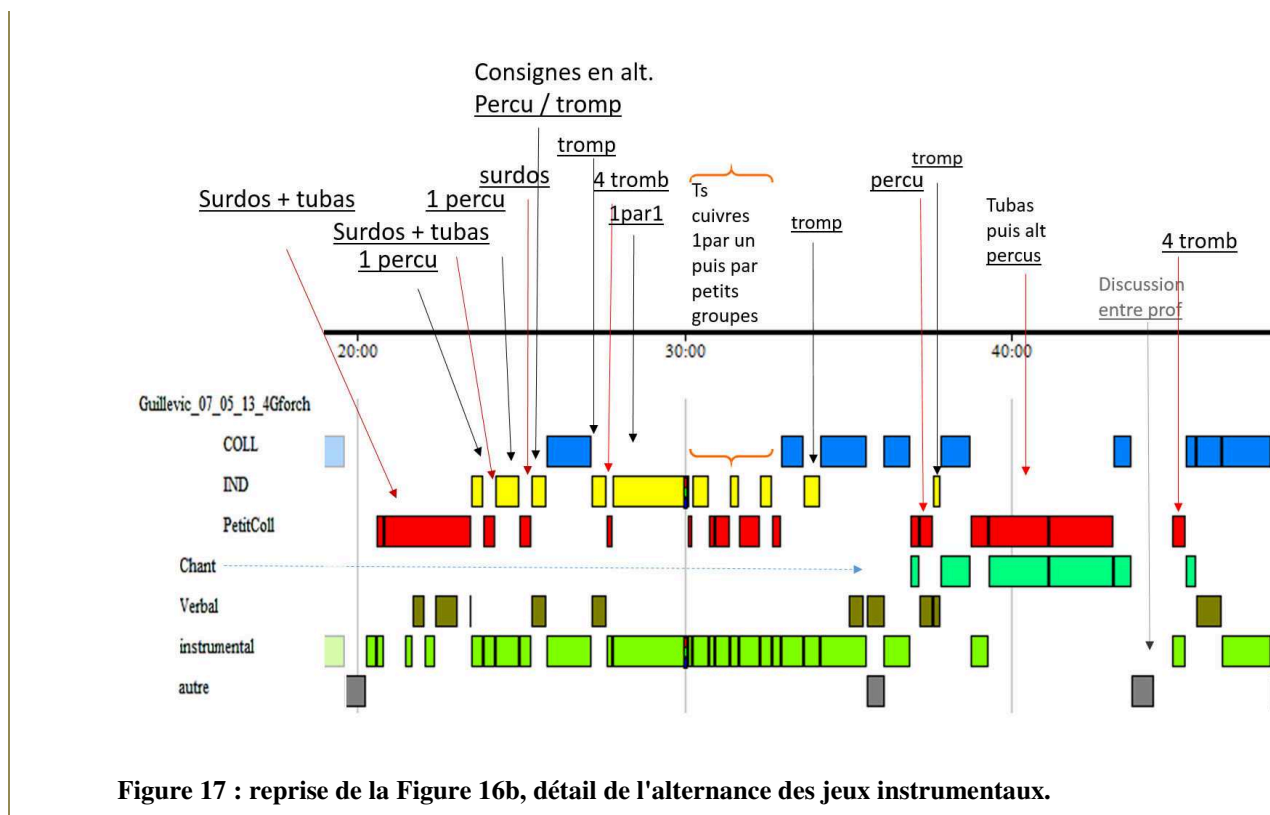 Consignes en alt.
Percu / tromp
tromp
surdos
4 tromb
1 percu
1par1
Surdos + tubas
Surdos + tubas
1 percu
Ts
cuivres
1par un
puis par
petits
groupes
tromp
tromp
percu
Tubas
puis alt
percus
4 tromb
Discussion
entre prof
20:00
30:00
40:00
Guillevic_07_05_13_4Gforch
COLL
IND
PetitColl
Chant
Verbal
instrumental
autre
Figure 17 : reprise de la Figure 16b, détail de l'alternance des jeux instrumentaux.